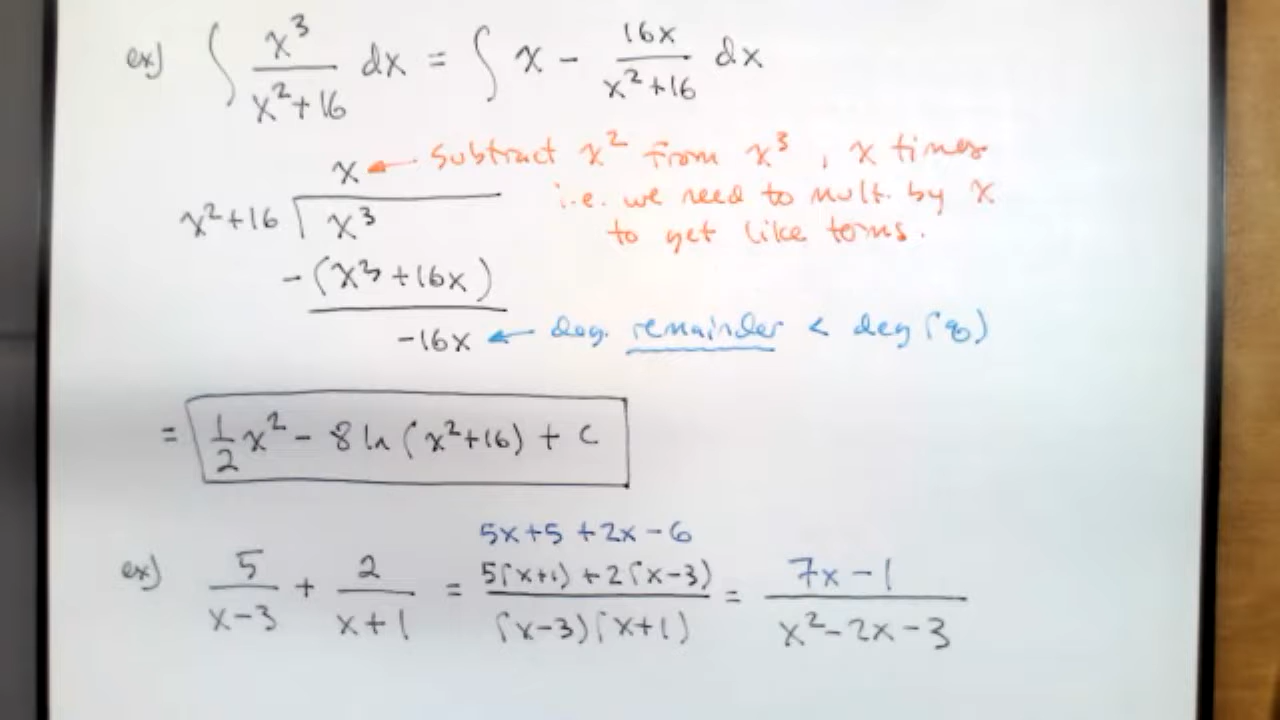 ex) ∫ x³/(x²+16) dx = ∫ x − 16x/(x²+16) dx
x ← subtract x² from x³, x times
i.e. we need to mult. by x
to get like terms.
x²+16 ⟌ x³
−(x³+16x)
−16x ← deg. remainder < deg(q)
= ½x² − 8 ln(x²+16) + C
5x+5+2x−6
ex) 5/(x−3) + 2/(x+1) = (5(x+1)+2(x−3))/((x−3)(x+1)) = (7x−1)/(x²−2x−3)